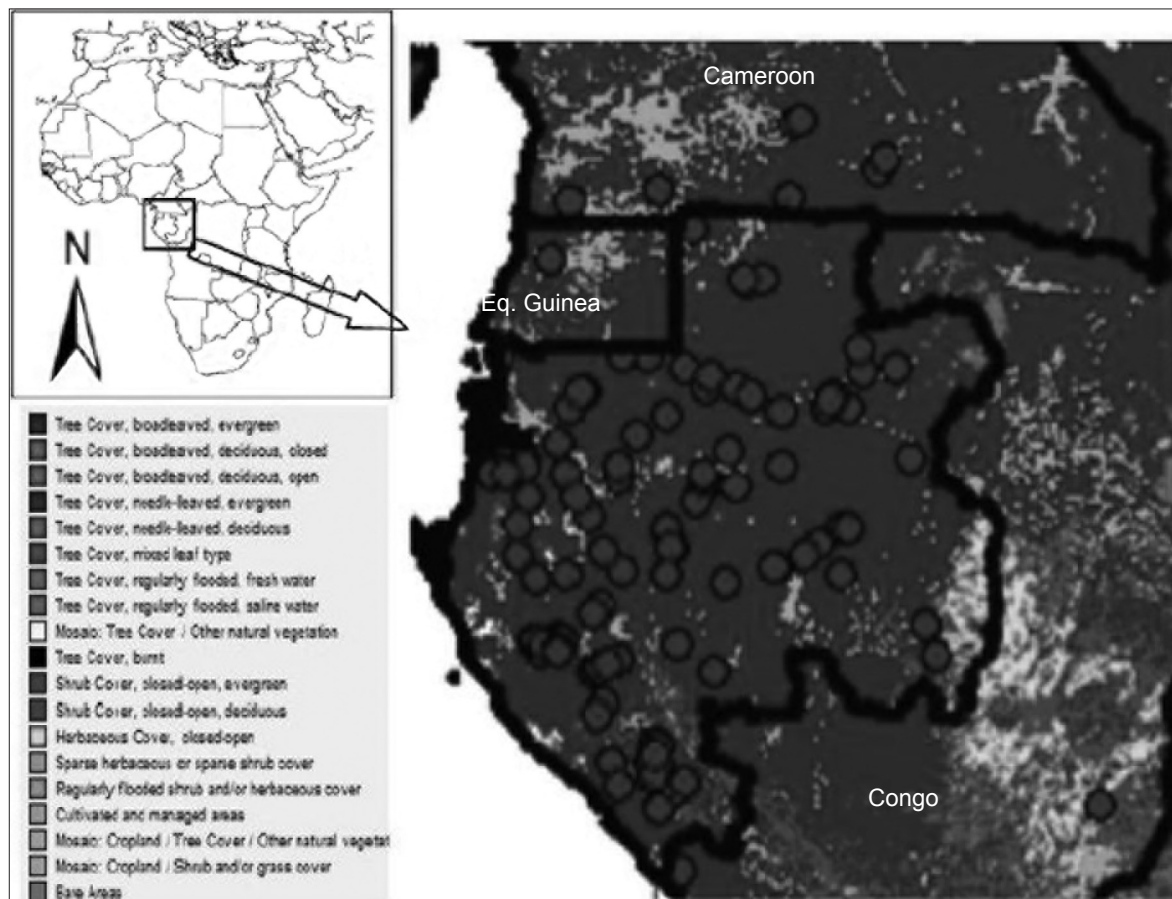 N
Cameroon
Eq. Guinea
Congo
Tree Cover, broadleaved, evergreen
Tree Cover, broadleaved, deciduous, closed
Tree Cover, broadleaved, deciduous, open
Tree Cover, needle-leaved, evergreen
Tree Cover, needle-leaved, deciduous
Tree Cover, mixed leaf type
Tree Cover, regularly flooded, fresh water
Tree Cover, regularly flooded, saline water
Mosaic: Tree Cover / Other natural vegetation
Tree Cover, burnt
Shrub Cover, closed-open, evergreen
Shrub Cover, closed-open, deciduous
Herbaceous Cover, closed-open
Sparse herbaceous or sparse shrub cover
Regularly flooded shrub and/or herbaceous cover
Cultivated and managed areas
Mosaic: Cropland / Tree Cover / Other natural vegetat
Mosaic: Cropland / Shrub and/or grass cover
Bare Areas